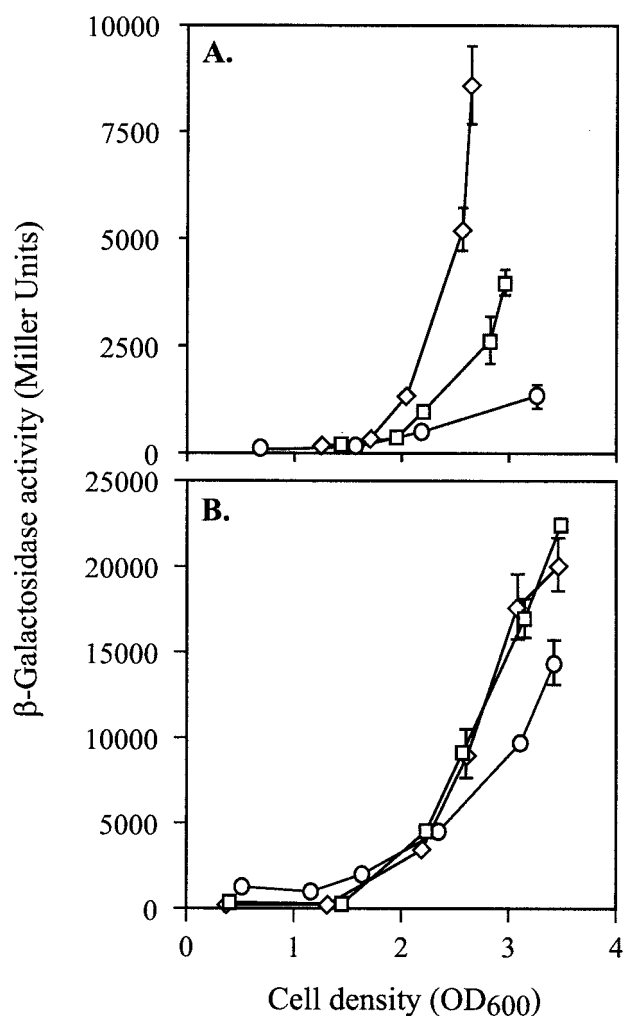 A.
10000
7500
5000
2500
0
B.
25000
20000
15000
10000
5000
0
0 1 2 3 4
β-Galactosidase activity (Miller Units)
Cell density (OD600)